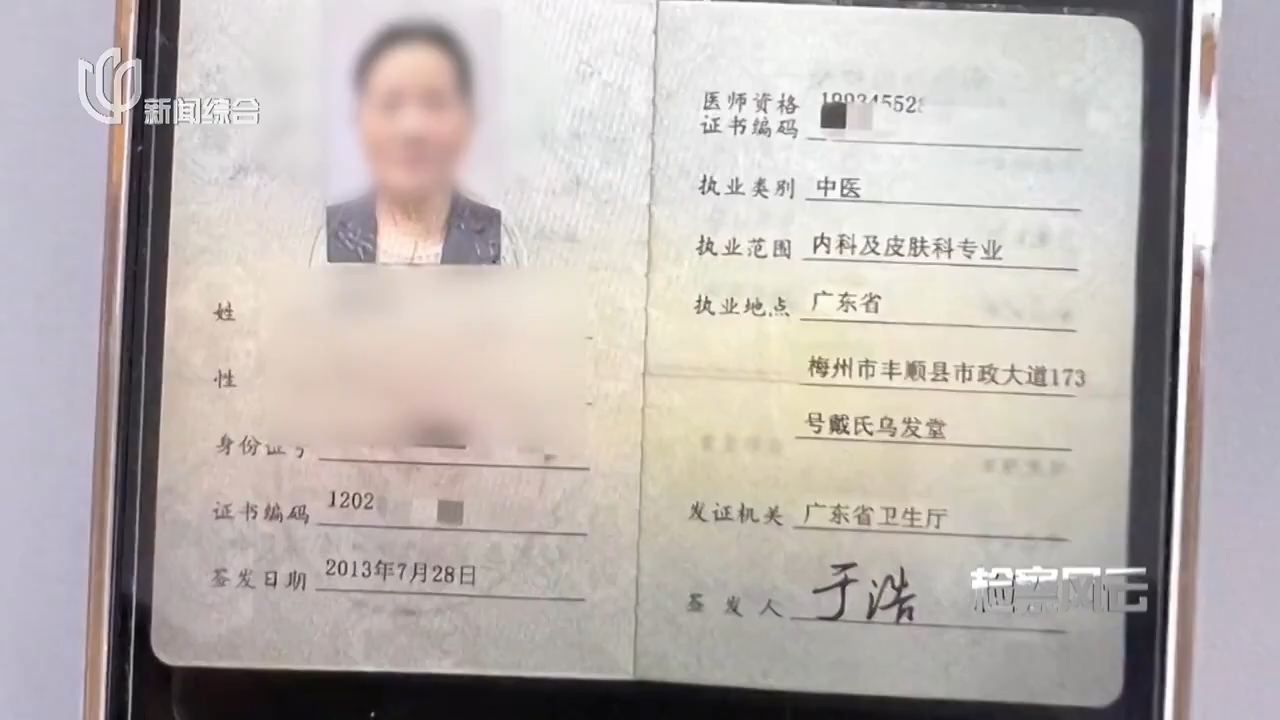 新闻综合
姓
性
身份证号
证书编码 1202
签发日期 2013年7月28日
医师资格
证书编码
执业类别 中医
执业范围 内科及皮肤科专业
执业地点 广东省
梅州市丰顺县市政大道173
号戴氏乌发堂
发证机关 广东省卫生厅
签发人 于浩
检察风云